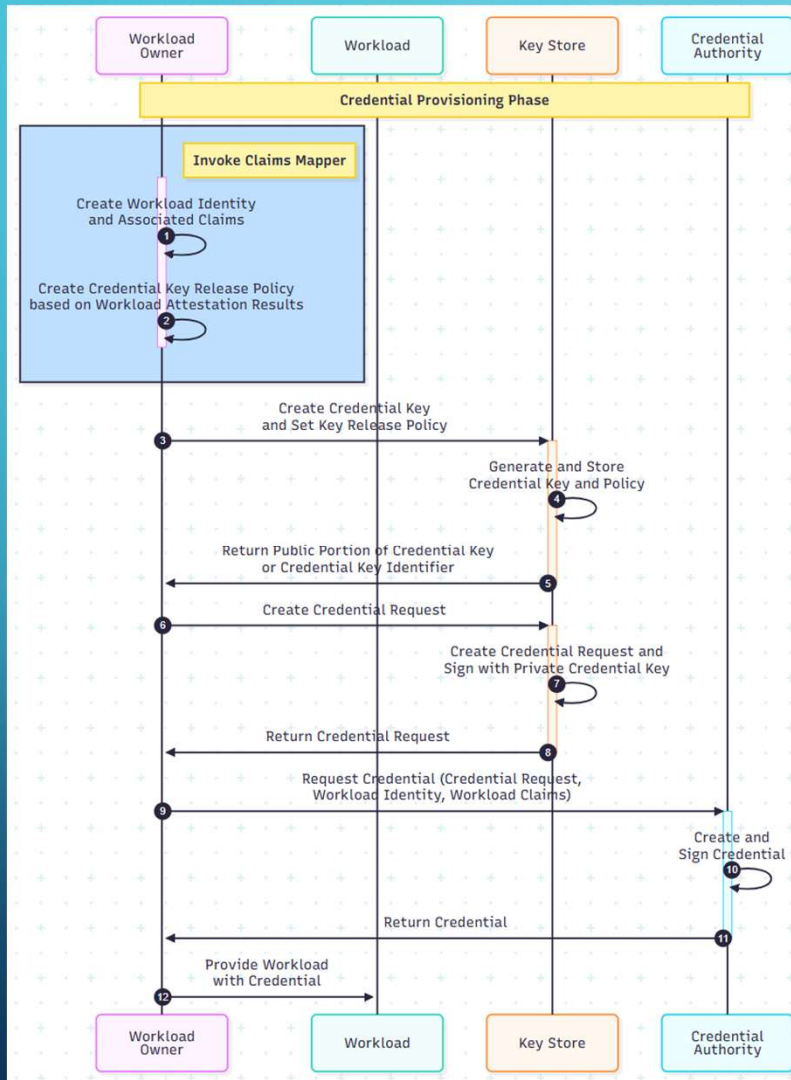 Workload
Owner
Workload
Key Store
Credential
Authority
Credential Provisioning Phase
Invoke Claims Mapper
Create Workload Identity
and Associated Claims
1
Create Credential Key Release Policy
based on Workload Attestation Results
2
Create Credential Key
and Set Key Release Policy
3
Generate and Store
Credential Key and Policy
4
Return Public Portion of Credential Key
or Credential Key Identifier
5
Create Credential Request
6
Create Credential Request and
Sign with Private Credential Key
7
Return Credential Request
8
Request Credential (Credential Request,
Workload Identity, Workload Claims)
9
Create and
Sign Credential
10
Return Credential
11
Provide Workload
with Credential
12
Workload
Owner
Workload
Key Store
Credential
Authority